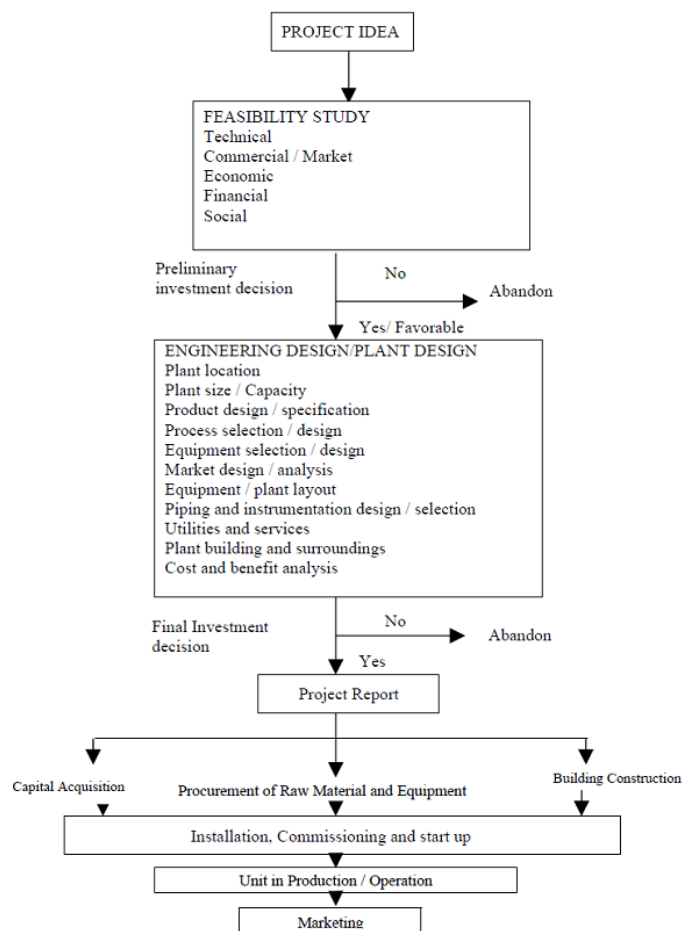 PROJECT IDEA
FEASIBILITY STUDY
Technical
Commercial / Market
Economic
Financial
Social
Preliminary
investment decision
No
Abandon
Yes/ Favorable
ENGINEERING DESIGN/PLANT DESIGN
Plant location
Plant size / Capacity
Product design / specification
Process selection / design
Equipment selection / design
Market design / analysis
Equipment / plant layout
Piping and instrumentation design / selection
Utilities and services
Plant building and surroundings
Cost and benefit analysis
Final Investment
decision
No
Abandon
Yes
Project Report
Capital Acquisition
Procurement of Raw Material and Equipment
Building Construction
Installation, Commissioning and start up
Unit in Production / Operation
Marketing